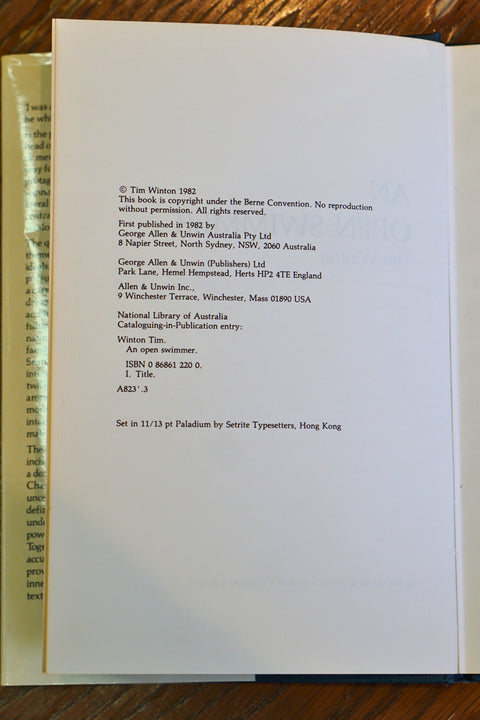 © Tim Winton 1982
This book is copyright under the Berne Convention. No reproduction
without permission. All rights reserved.
First published in 1982 by
George Allen & Unwin Australia Pty Ltd
8 Napier Street, North Sydney, NSW, 2060 Australia
George Allen & Unwin (Publishers) Ltd
Park Lane, Hemel Hempstead, Herts HP2 4TE England
Allen & Unwin Inc.,
9 Winchester Terrace, Winchester, Mass 01890 USA
National Library of Australia
Cataloguing-in-Publication entry:
Winton Tim.
An open swimmer.
ISBN 0 86861 220 0.
I. Title.
A823'.3
Set in 11/13 pt Paladium by Setrite Typesetters, Hong Kong